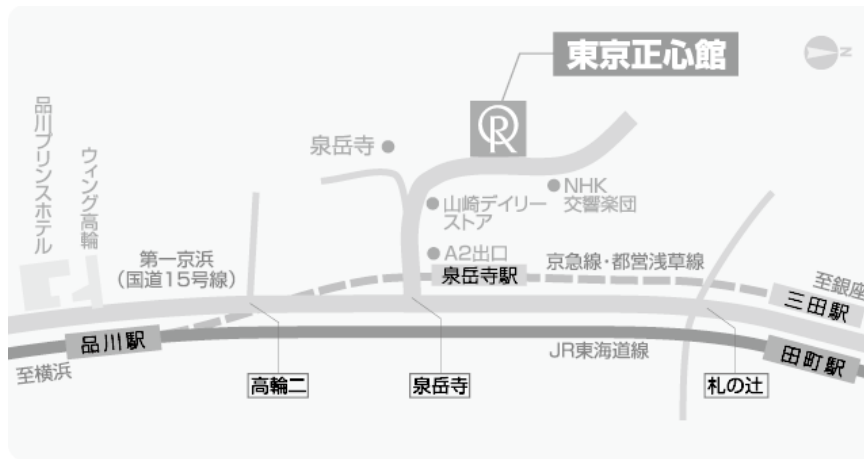 東京正心館
N
R
泉岳寺
NHK
交響楽団
山崎デイリー
ストア
A2出口
品川プリンスホテル
ウィング高輪
第一京浜
（国道15号線）
泉岳寺駅
京急線・都営浅草線
至銀座
三田駅
品川駅
JR東海道線
田町駅
至横浜
高輪二
泉岳寺
札の辻